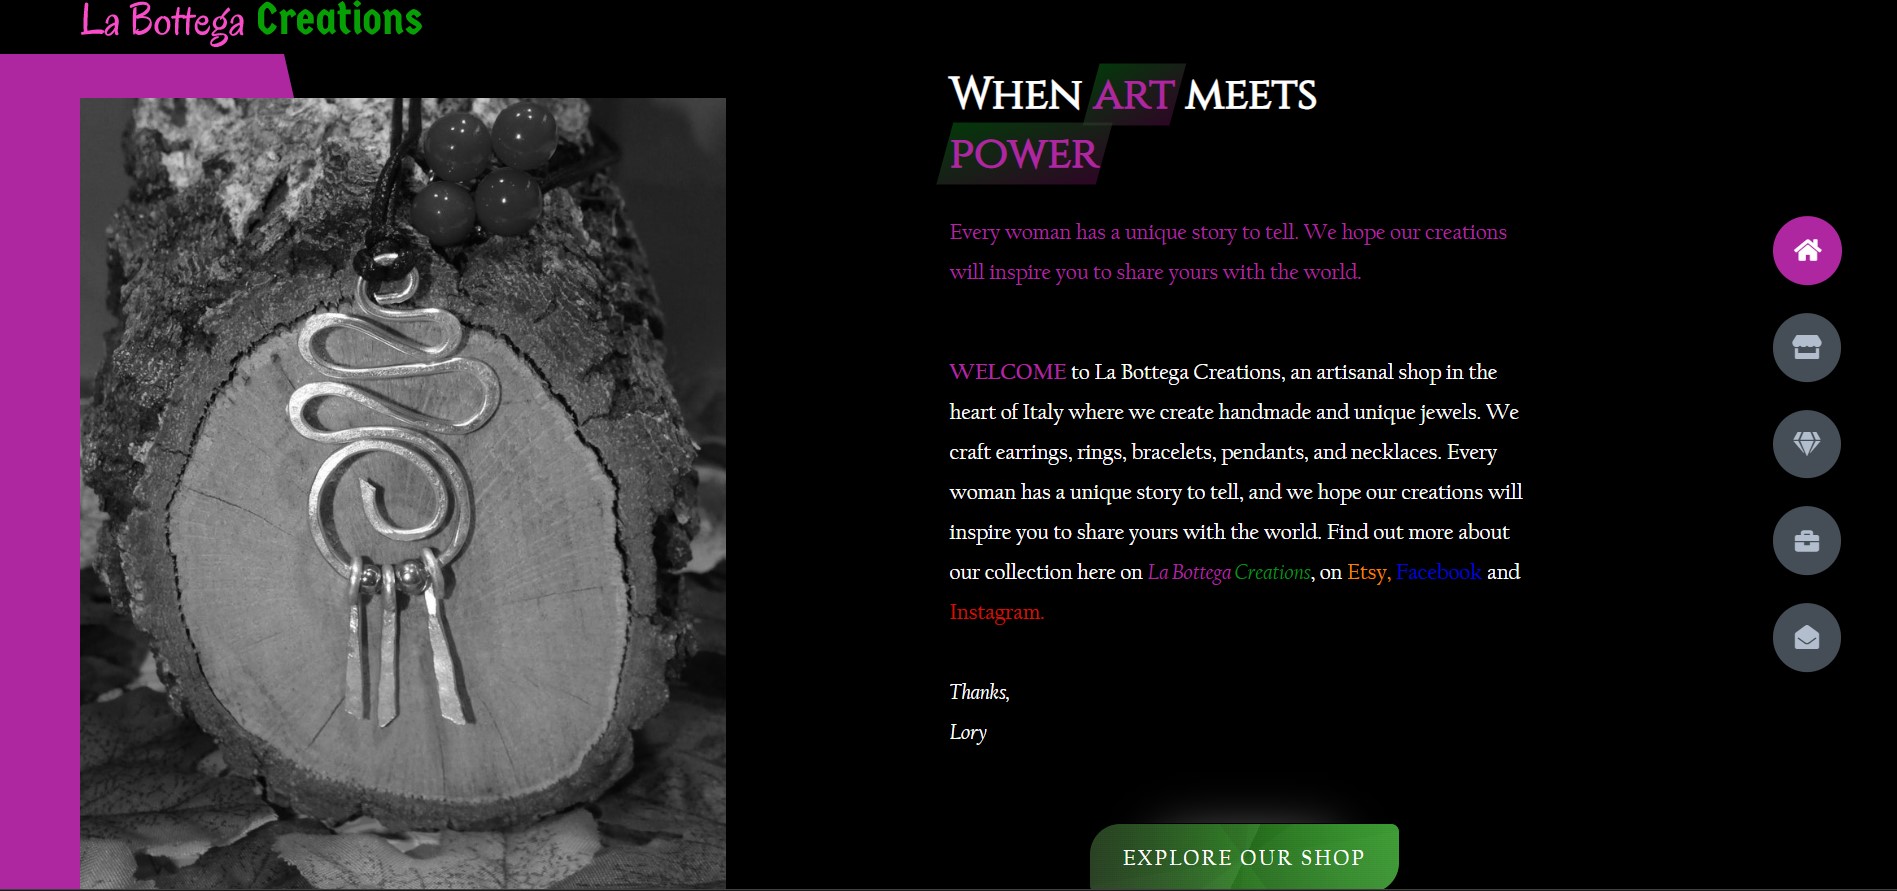 La Bottega Creations
WHEN ART MEETS
POWER
Every woman has a unique story to tell. We hope our creations
will inspire you to share yours with the world.
WELCOME to La Bottega Creations, an artisanal shop in the
heart of Italy where we create handmade and unique jewels. We
craft earrings, rings, bracelets, pendants, and necklaces. Every
woman has a unique story to tell, and we hope our creations will
inspire you to share yours with the world. Find out more about
our collection here on La Bottega Creations, on Etsy, Facebook and
Instagram.
Thanks,
Lory
EXPLORE OUR SHOP